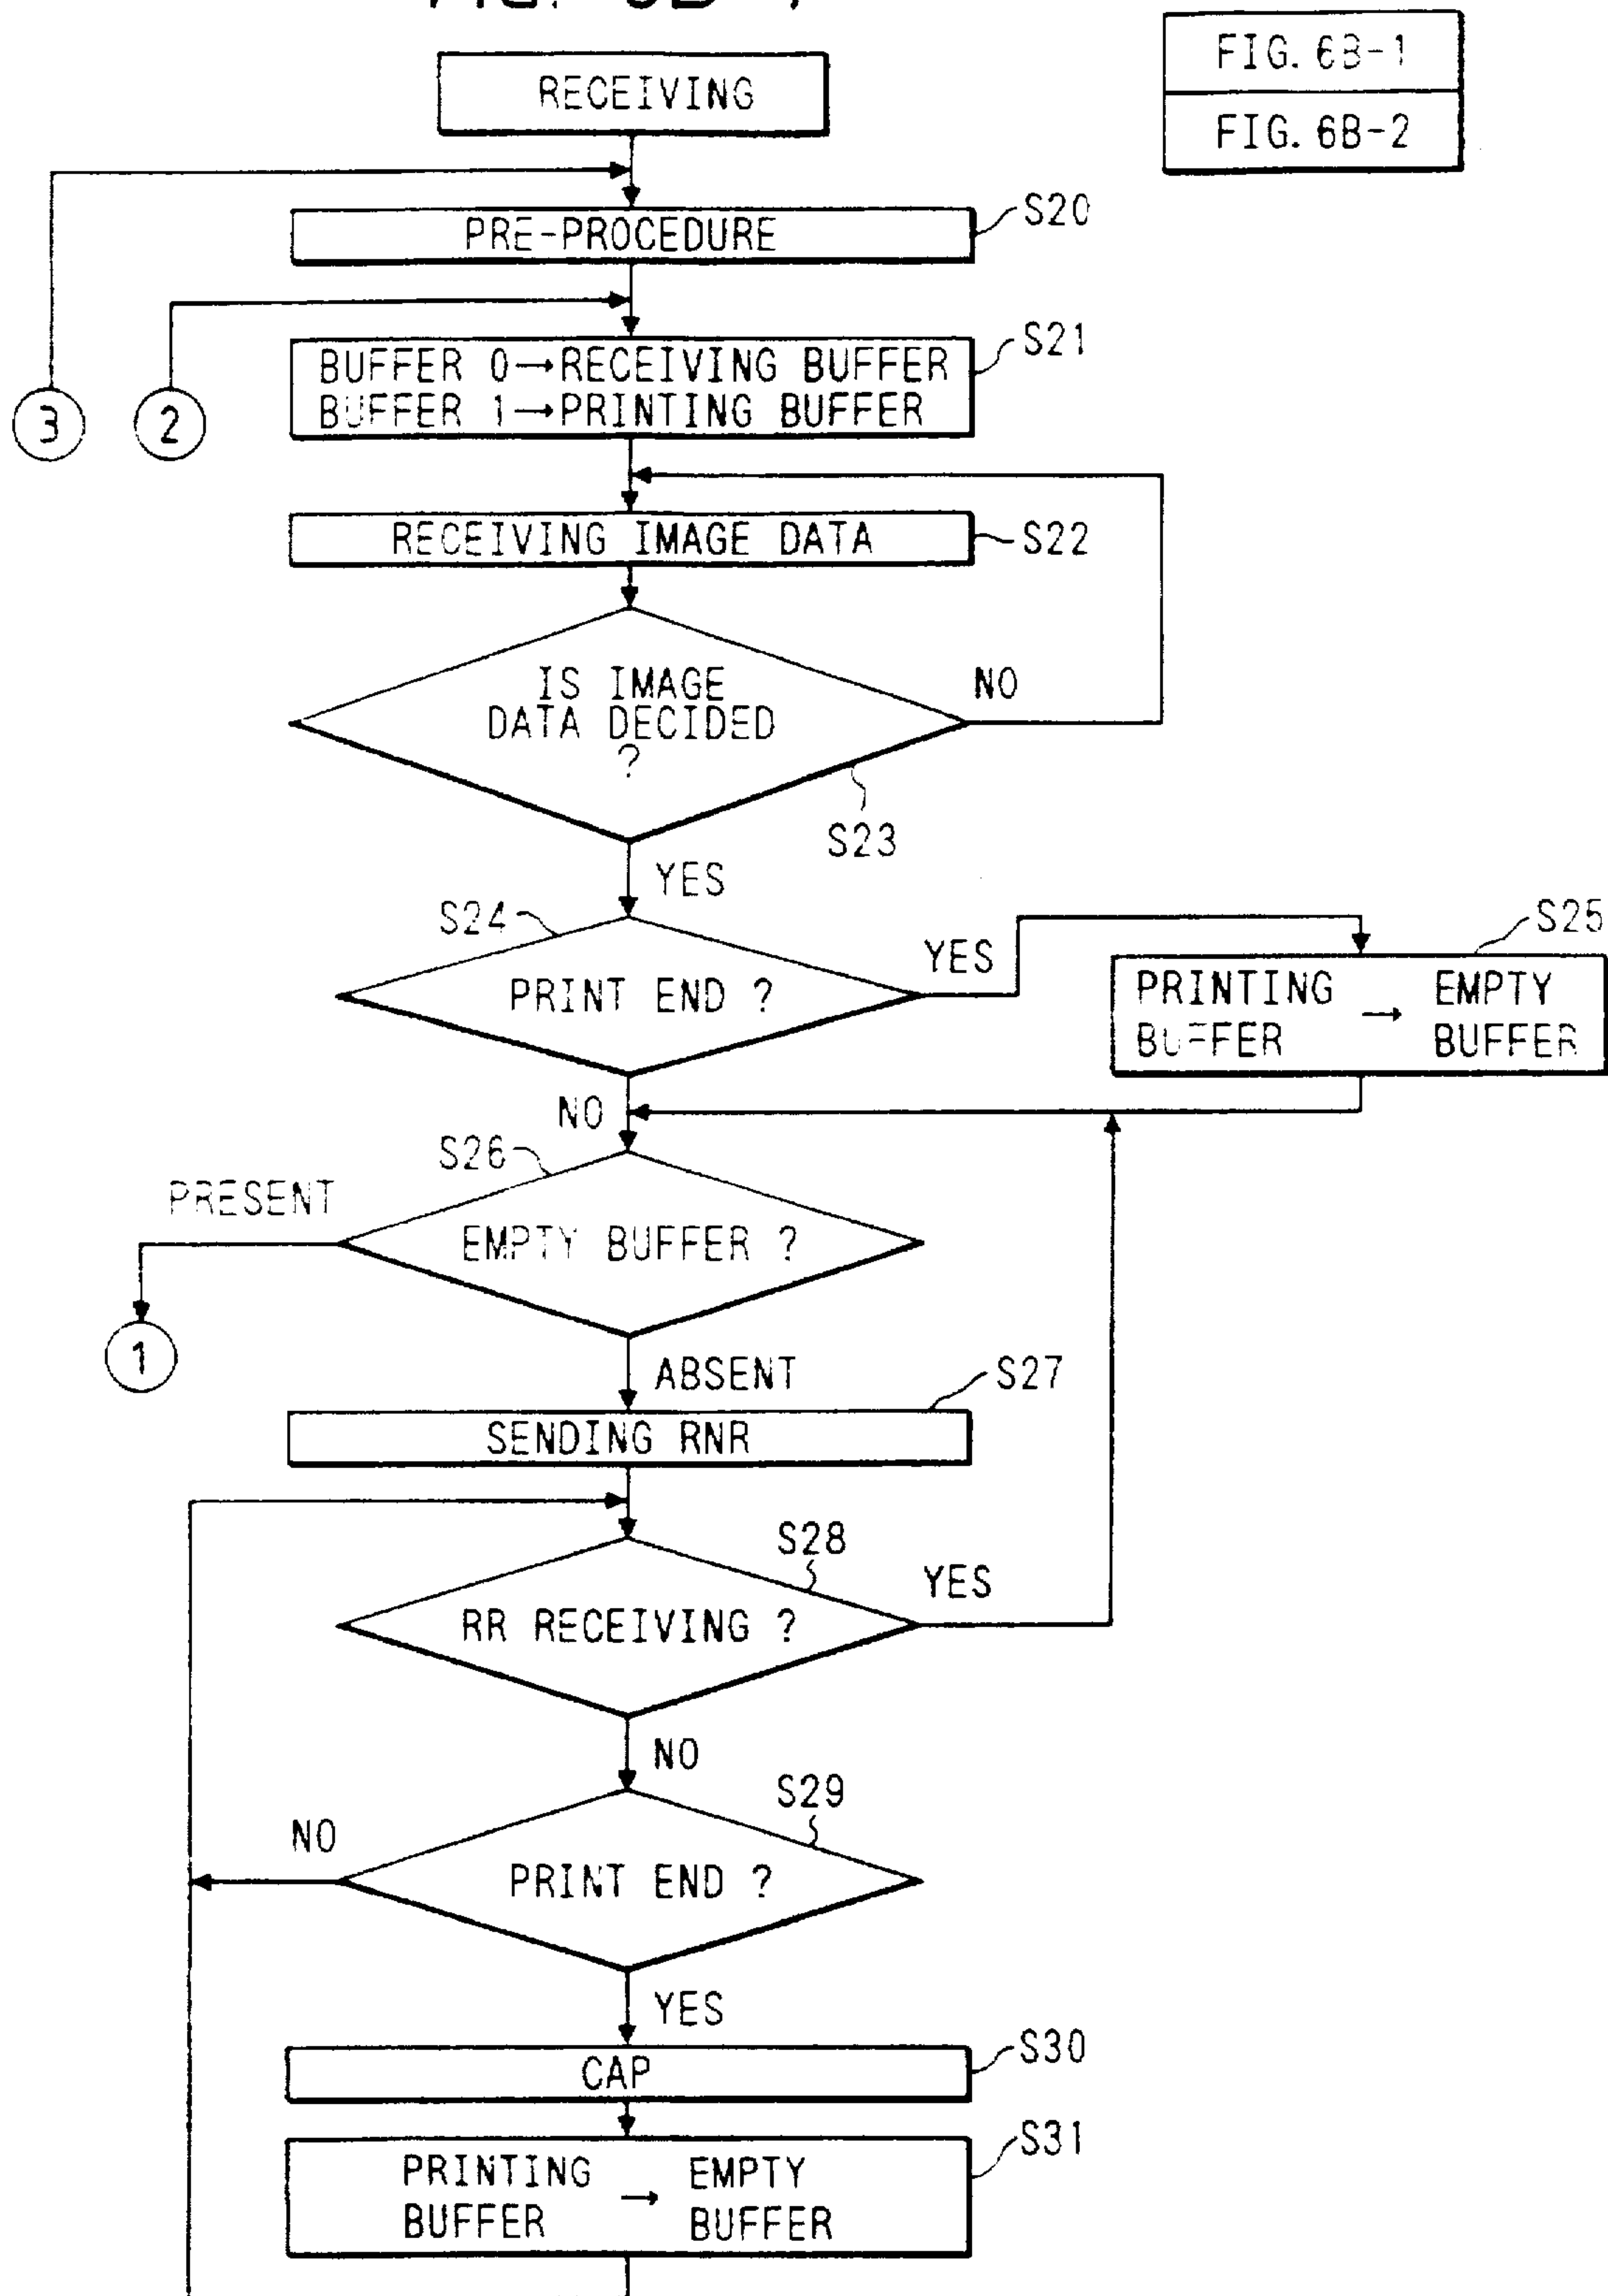 FIG. 6B-1
FIG. 6B-1
FIG. 6B-2
RECEIVING
PRE-PROCEDURE
S20
BUFFER 0→RECEIVING BUFFER
BUFFER 1→PRINTING BUFFER
S21
3
2
RECEIVING IMAGE DATA
S22
IS IMAGE
DATA DECIDED
?
NO
S23
YES
S24
PRINT END ?
YES
S25
PRINTING
BUFFER
→
EMPTY
BUFFER
NO
S26
PRESENT
EMPTY BUFFER ?
1
ABSENT
S27
SENDING RNR
S28
RR RECEIVING ?
YES
NO
S29
NO
PRINT END ?
YES
CAP
S30
PRINTING
BUFFER
→
EMPTY
BUFFER
S31